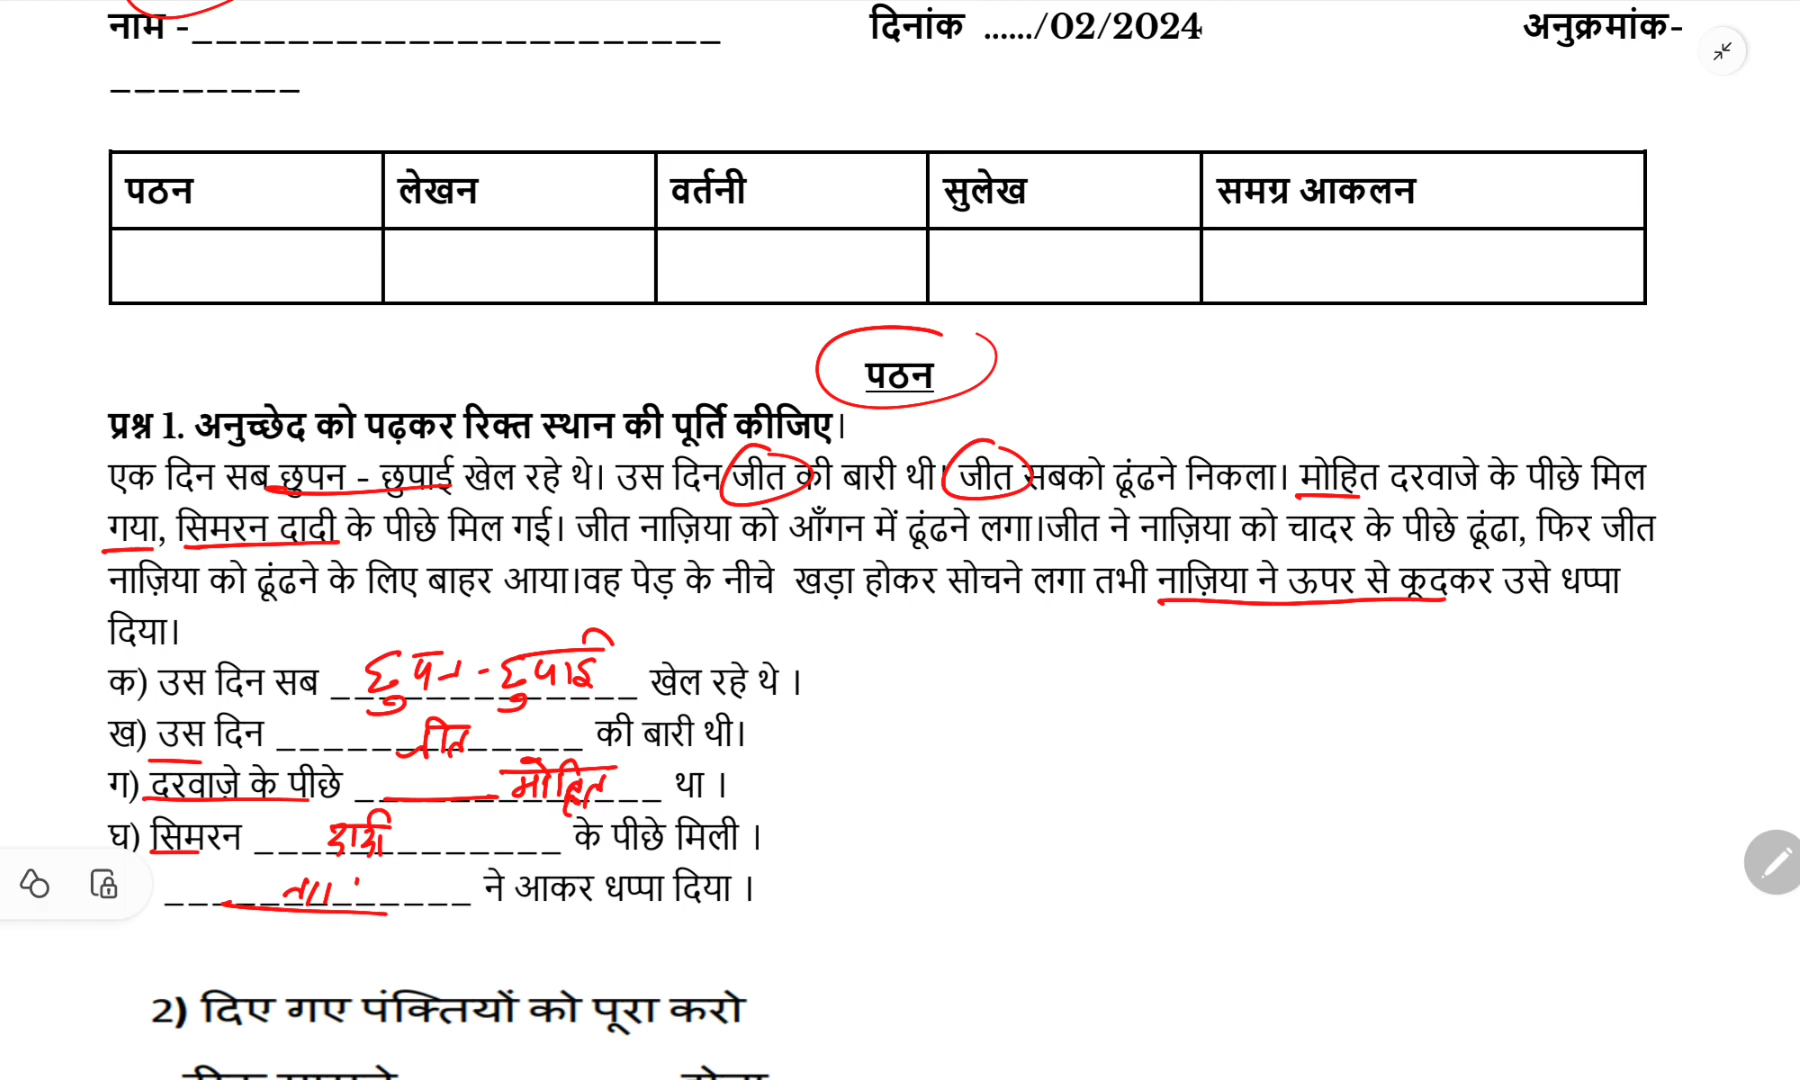 नाम -______________________ दिनांक ....../02/2024 अनुक्रमांक-
________
पठन लेखन वर्तनी सुलेख समग्र आकलन
पठन
प्रश्न 1. अनुच्छेद को पढ़कर रिक्त स्थान की पूर्ति कीजिए।
एक दिन सब छुपन - छुपाई खेल रहे थे। उस दिन जीत की बारी थी। जीत सबको ढूंढने निकला। मोहित दरवाजे के पीछे मिल
गया, सिमरन दादी के पीछे मिल गई। जीत नाज़िया को आँगन में ढूंढने लगा।जीत ने नाज़िया को चादर के पीछे ढूंढा, फिर जीत
नाज़िया को ढूंढने के लिए बाहर आया।वह पेड़ के नीचे खड़ा होकर सोचने लगा तभी नाज़िया ने ऊपर से कूदकर उसे धप्पा
दिया।
क) उस दिन सब छुपन - छुपाई खेल रहे थे ।
ख) उस दिन जीत की बारी थी।
ग) दरवाज़े के पीछे मोहित था ।
घ) सिमरन दादी के पीछे मिली ।
ने आकर धप्पा दिया ।
2) दिए गए पंक्तियों को पूरा करो